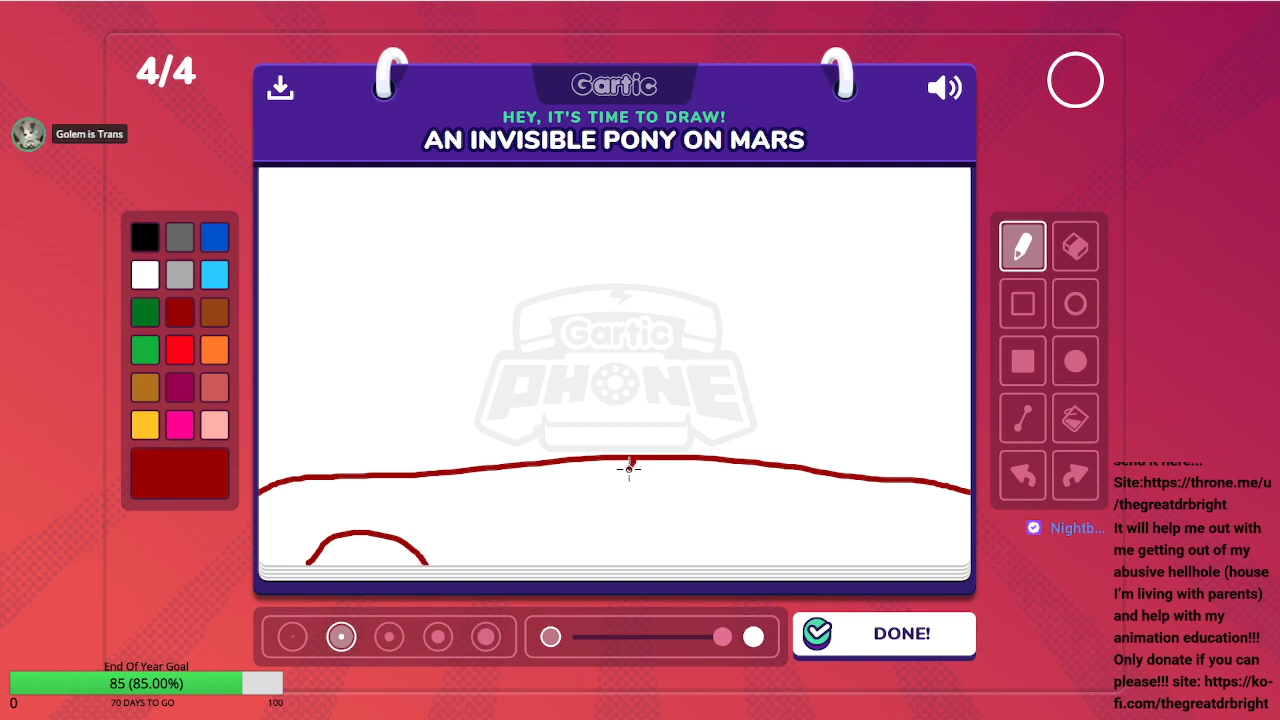 4/4
Gartic
HEY, IT'S TIME TO DRAW!
AN INVISIBLE PONY ON MARS
Golem is Trans
Gartic
PHONE
DONE!
send it here...
Site:https://throne.me/u
/thegreatdrbright
Nightb... It will help me out with
me getting out of my
abusive hellhole (house
I'm living with parents)
and help with my
animation education!!!
Only donate if you can
please!!! site: https://ko-
fi.com/thegreatdrbright
End Of Year Goal
85 (85.00%)
0 70 DAYS TO GO 100